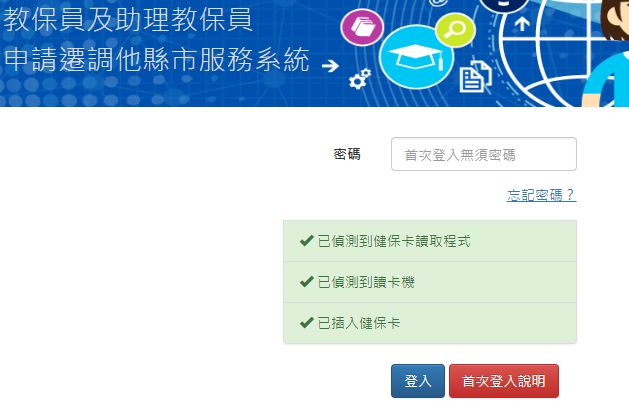 教保員及助理教保員
申請遷調他縣市服務系統
密碼
首次登入無須密碼
忘記密碼？
已偵測到健保卡讀取程式
已偵測到讀卡機
已插入健保卡
登入
首次登入說明